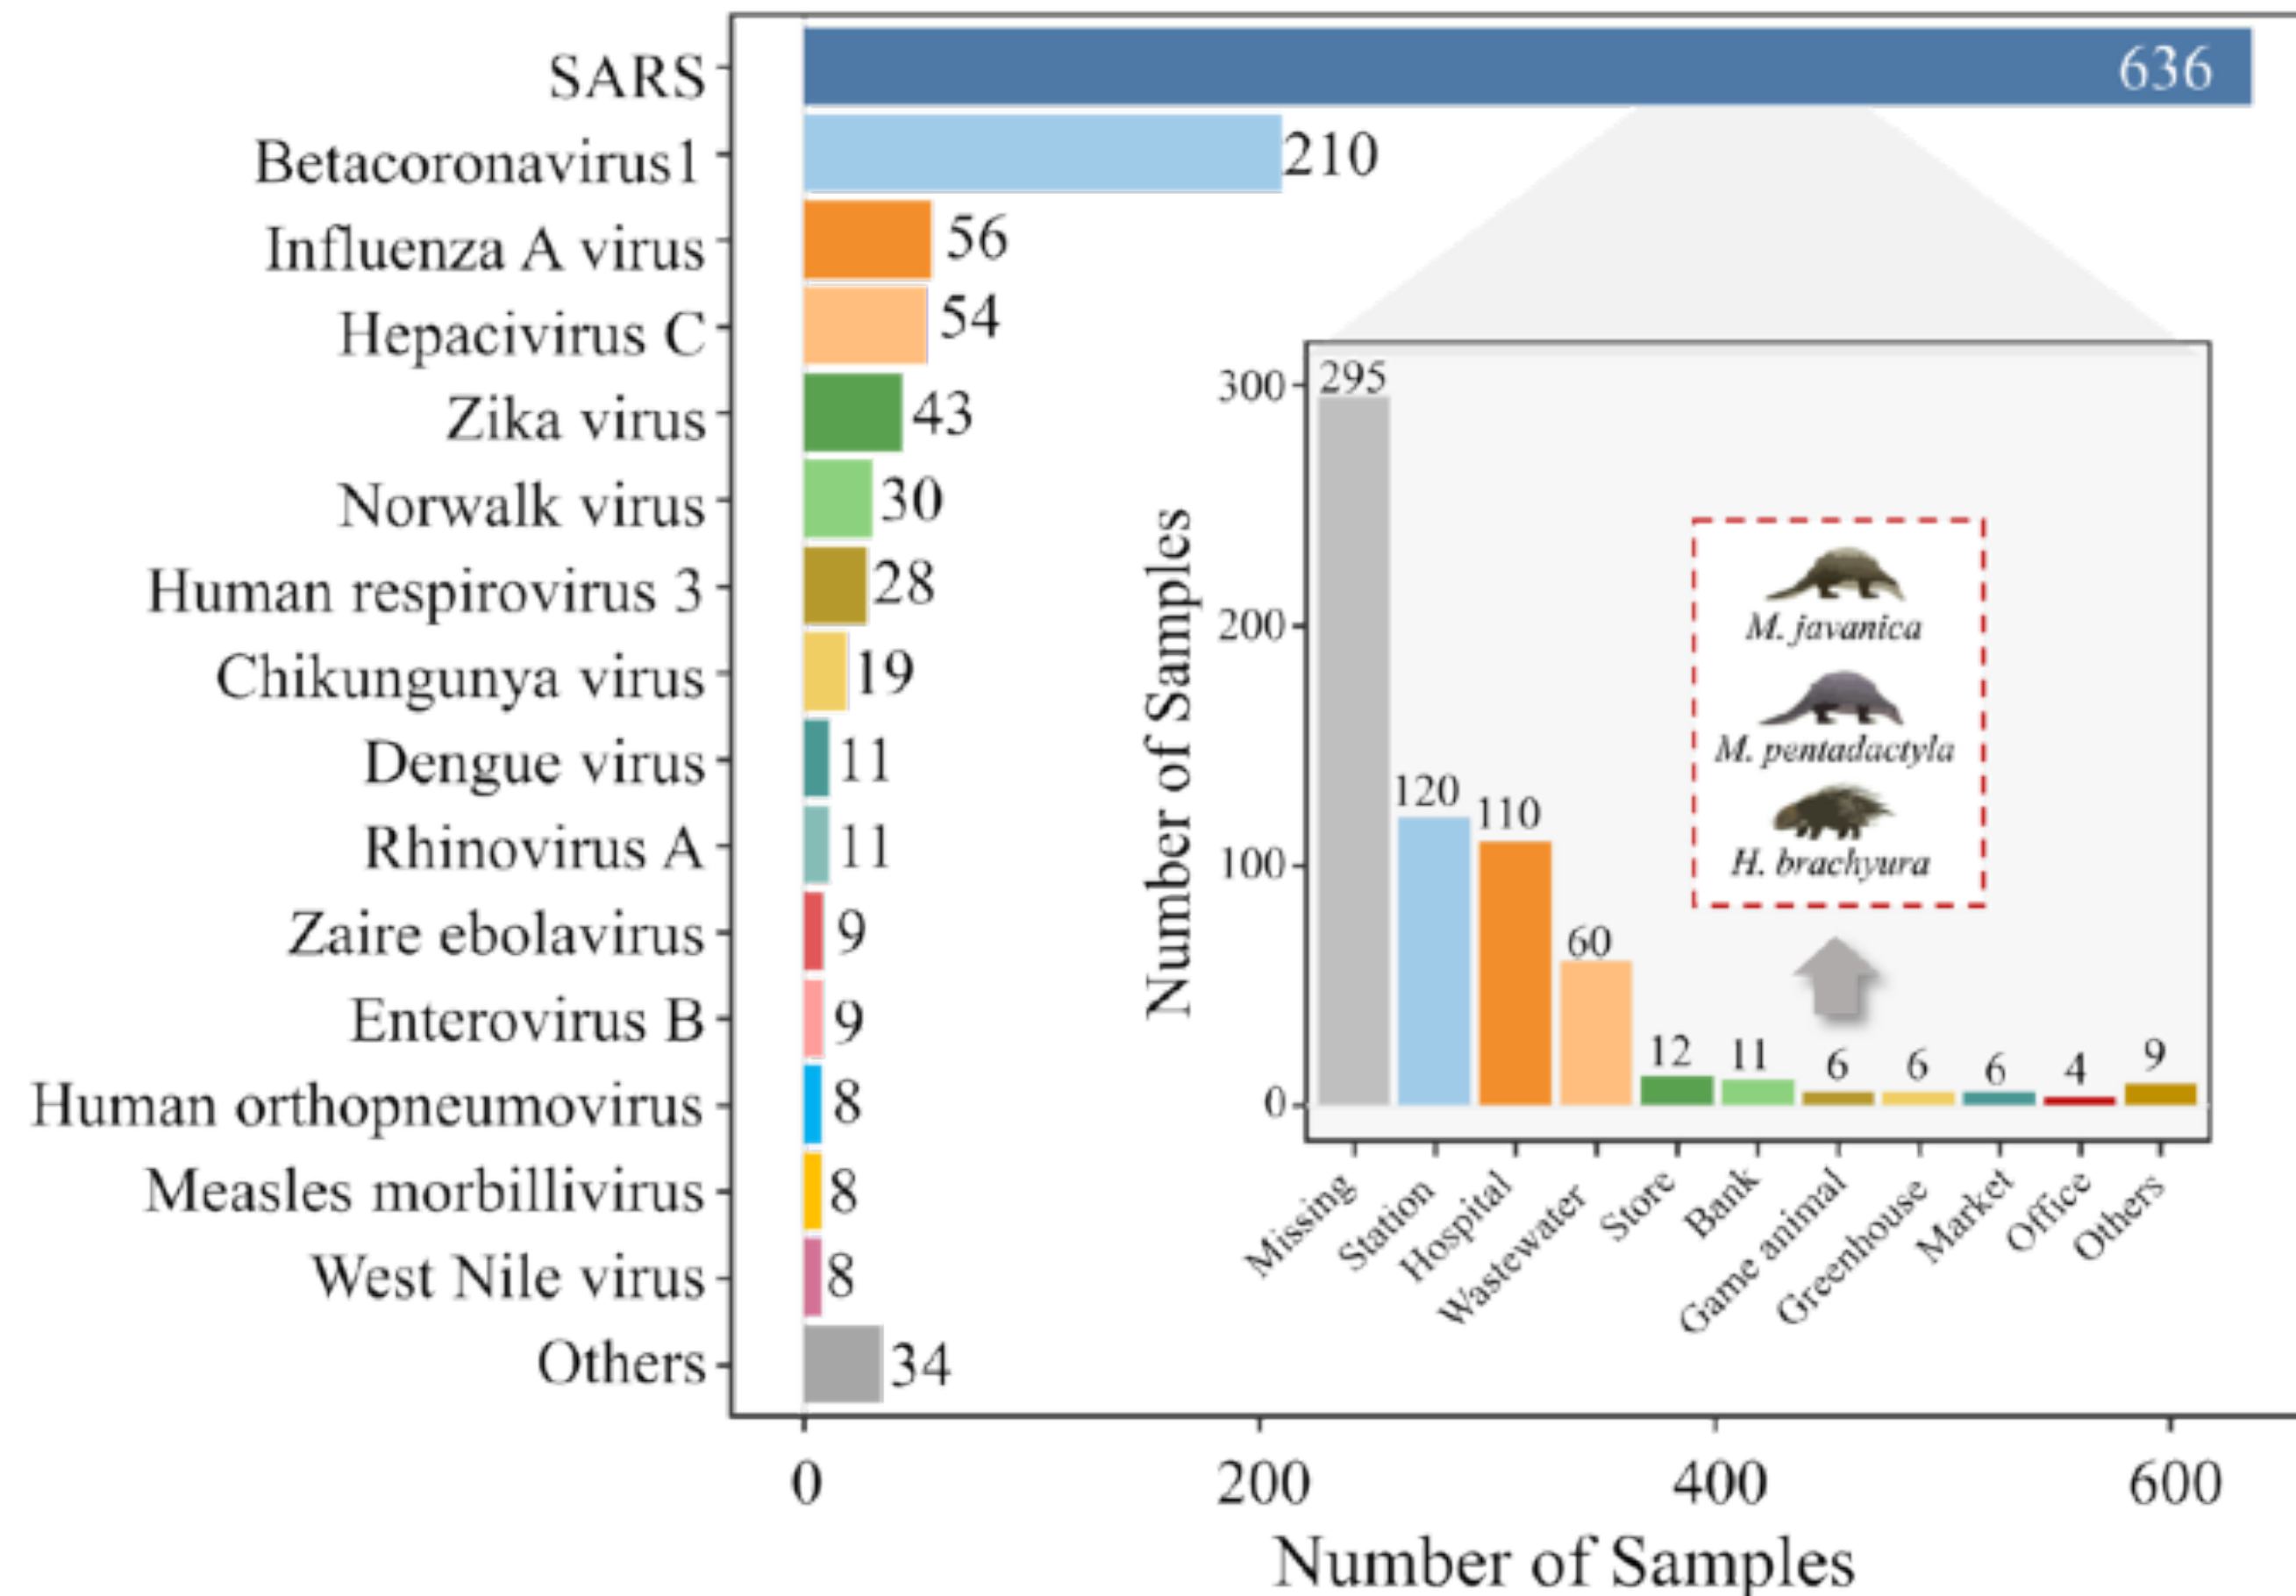 SARS 636
Betacoronavirus1 210
Influenza A virus 56
Hepacivirus C 54
Zika virus 43
Norwalk virus 30
Human respirovirus 3 28
Chikungunya virus 19
Dengue virus 11
Rhinovirus A 11
Zaire ebolavirus 9
Enterovirus B 9
Human orthopneumovirus 8
Measles morbillivirus 8
West Nile virus 8
Others 34
0 200 400 600
Number of Samples
Number of Samples
300
200
100
0
295 120 110 60 12 11 6 6 6 4 9
M. javanica
M. pentadactyla
H. brachyura
Missing
Station
Hospital
Wastewater
Store
Bank
Game animal
Greenhouse
Market
Office
Others